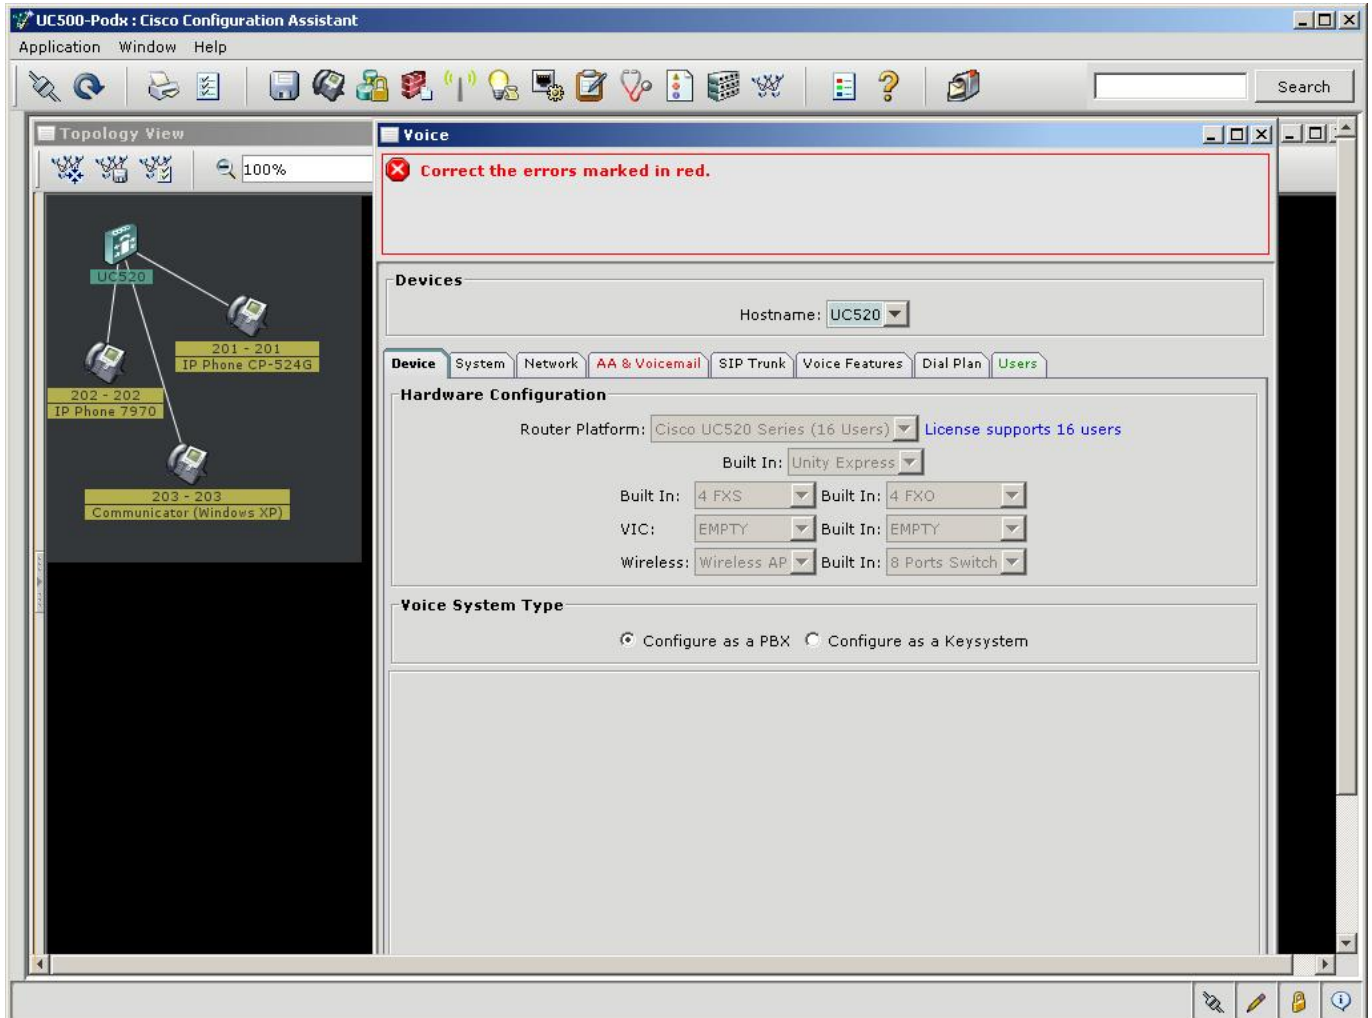 UC500-Podx : Cisco Configuration Assistant
Application Window Help
Search
Topology View
100%
UC520
201 - 201
IP Phone CP-524G
202 - 202
IP Phone 7970
203 - 203
Communicator (Windows XP)
Voice
Correct the errors marked in red.
Devices
Hostname: UC520
Device System Network AA & Voicemail SIP Trunk Voice Features Dial Plan Users
Hardware Configuration
Router Platform: Cisco UC520 Series (16 Users) License supports 16 users
Built In: Unity Express
Built In: 4 FXS Built In: 4 FXO
VIC: EMPTY Built In: EMPTY
Wireless: Wireless AP Built In: 8 Ports Switch
Voice System Type
Configure as a PBX Configure as a Keysystem